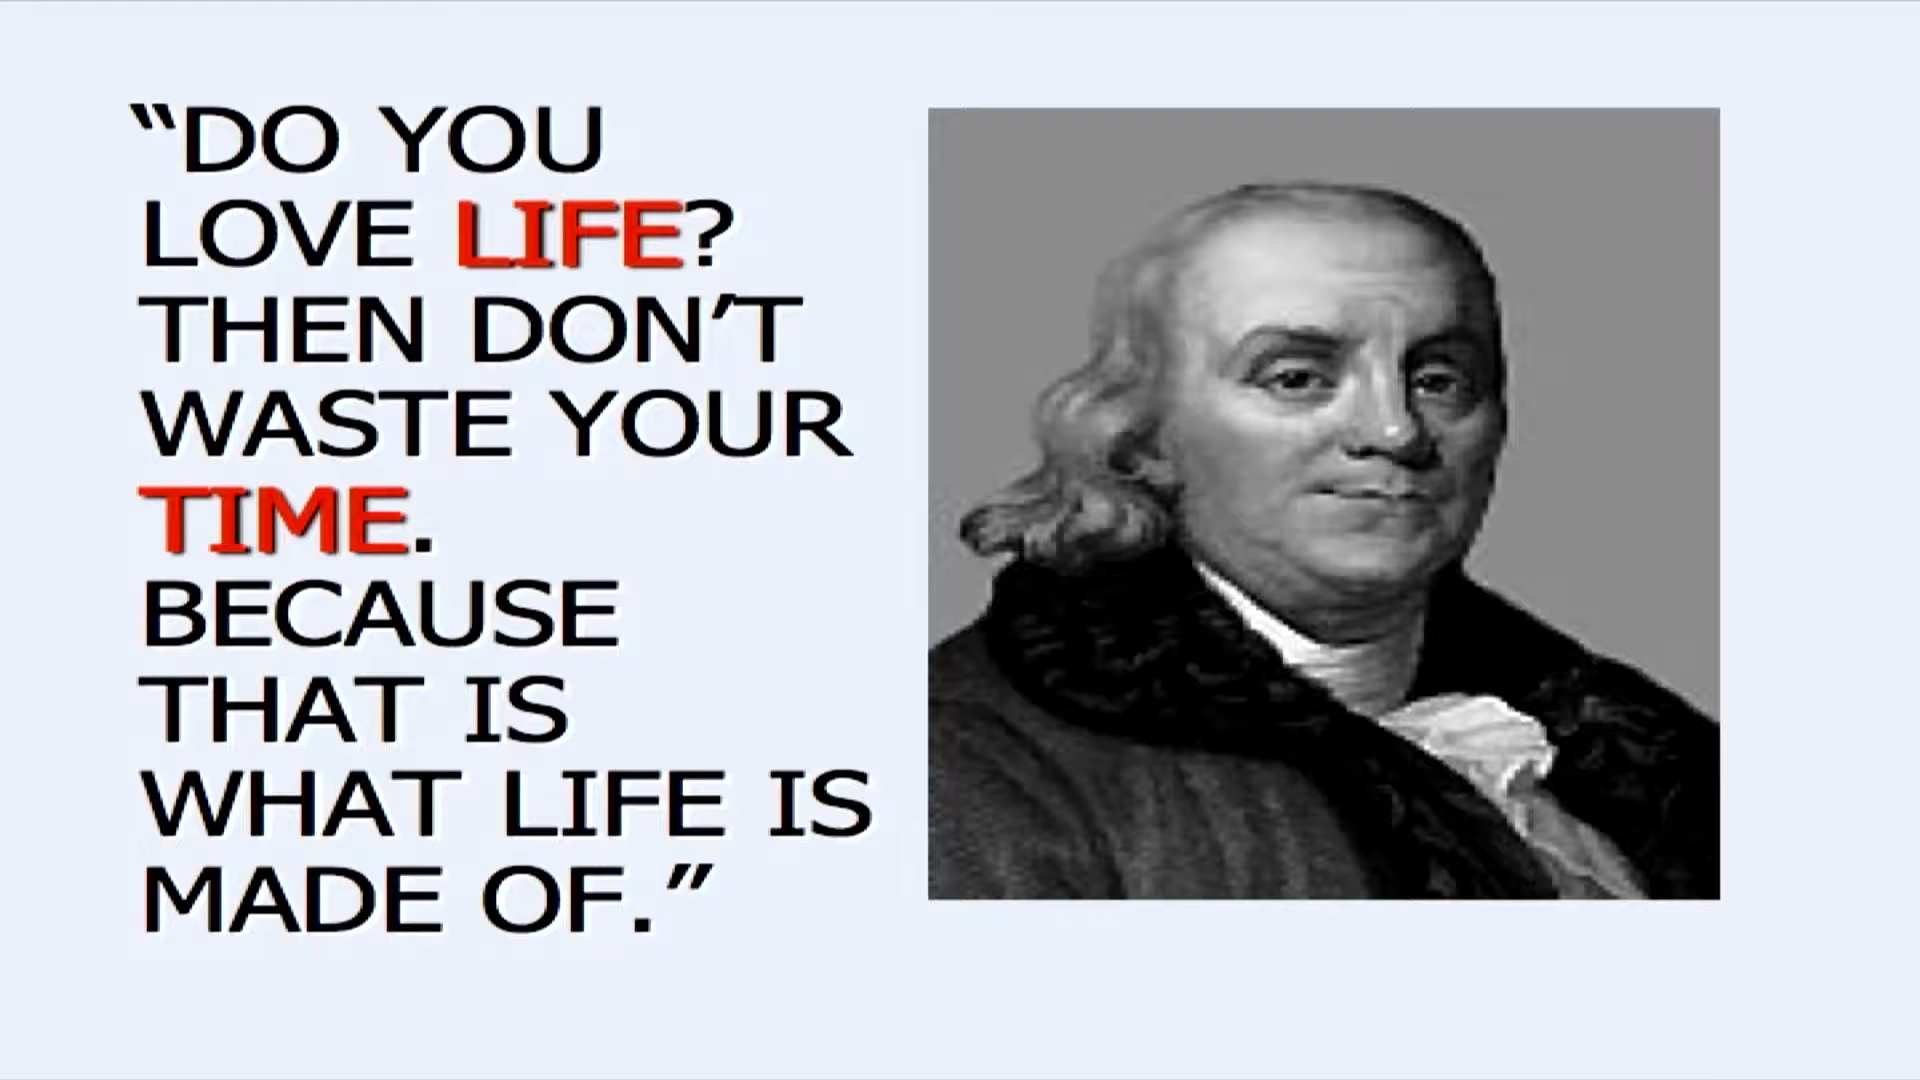 “DO YOU
LOVE LIFE?
THEN DON’T
WASTE YOUR
TIME.
BECAUSE
THAT IS
WHAT LIFE IS
MADE OF.”